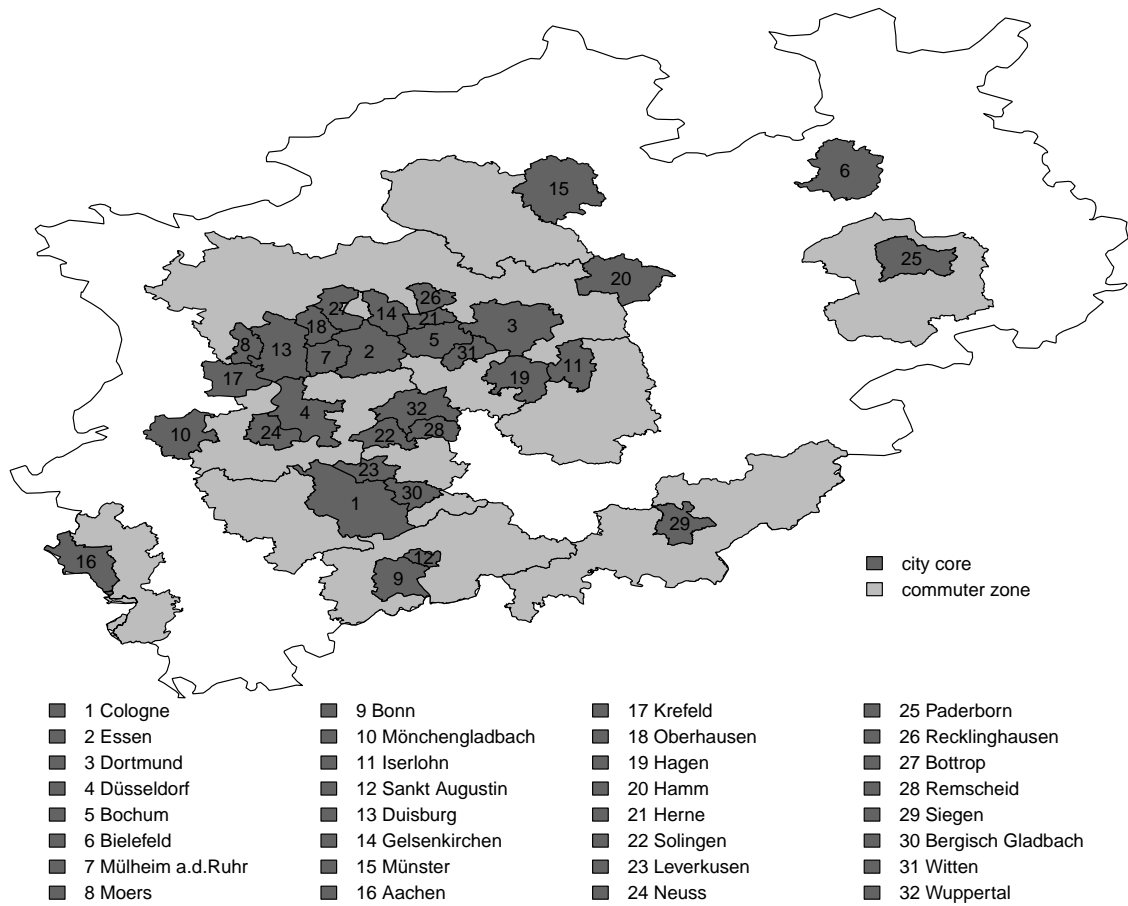 15
6
25
20
26
27
14
21
18
3
8
5
13
2
31
7
11
17
19
32
4
10
24
22
28
23
30
1
29
12
16
9
city core
commuter zone
1 Cologne
2 Essen
3 Dortmund
4 Düsseldorf
5 Bochum
6 Bielefeld
7 Mülheim a.d.Ruhr
8 Moers
9 Bonn
10 Mönchengladbach
11 Iserlohn
12 Sankt Augustin
13 Duisburg
14 Gelsenkirchen
15 Münster
16 Aachen
17 Krefeld
18 Oberhausen
19 Hagen
20 Hamm
21 Herne
22 Solingen
23 Leverkusen
24 Neuss
25 Paderborn
26 Recklinghausen
27 Bottrop
28 Remscheid
29 Siegen
30 Bergisch Gladbach
31 Witten
32 Wuppertal